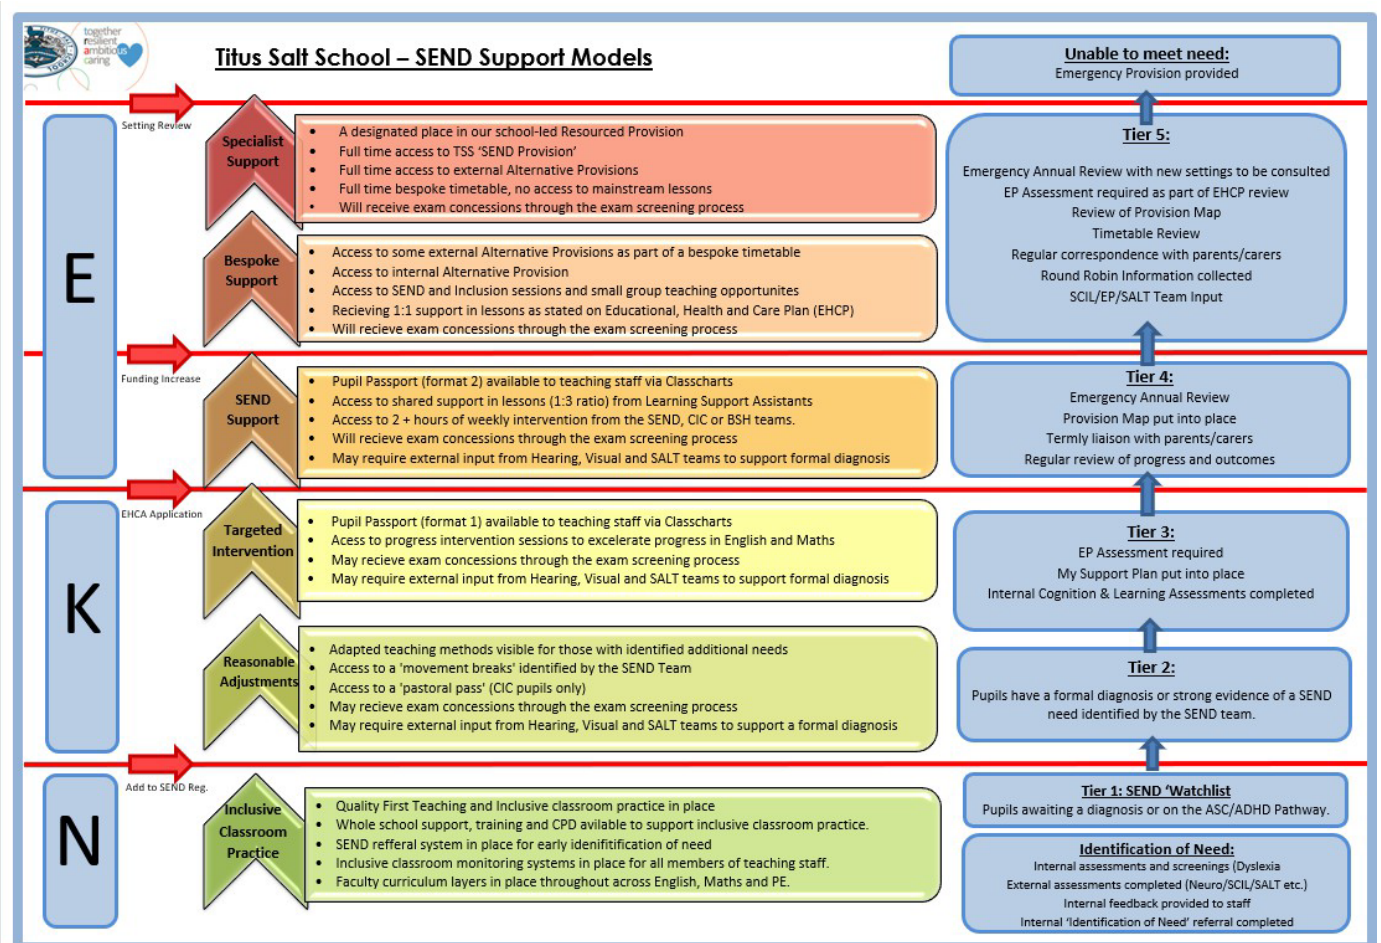 together
resilient
ambitious
caring
Titus Salt School – SEND Support Models
Unable to meet need:
Emergency Provision provided
Setting Review
E
Specialist
Support
• A designated place in our school-led Resourced Provision
• Full time access to TSS ‘SEND Provision’
• Full time access to external Alternative Provisions
• Full time bespoke timetable, no access to mainstream lessons
• Will receive exam concessions through the exam screening process
Tier 5:
Emergency Annual Review with new settings to be consulted
EP Assessment required as part of EHCP review
Review of Provision Map
Timetable Review
Regular correspondence with parents/carers
Round Robin Information collected
SCIL/EP/SALT Team Input
Bespoke
Support
• Access to some external Alternative Provisions as part of a bespoke timetable
• Access to internal Alternative Provision
• Access to SEND and Inclusion sessions and small group teaching opportunites
• Recieving 1:1 support in lessons as stated on Educational, Health and Care Plan (EHCP)
• Will recieve exam concessions through the exam screening process
Funding Increase
SEND
Support
• Pupil Passport (format 2) available to teaching staff via Classcharts
• Access to shared support in lessons (1:3 ratio) from Learning Support Assistants
• Access to 2 + hours of weekly intervention from the SEND, CIC or BSH teams.
• Will recieve exam concessions through the exam screening process
• May require external input from Hearing, Visual and SALT teams to support formal diagnosis
Tier 4:
Emergency Annual Review
Provision Map put into place
Termly liaison with parents/carers
Regular review of progress and outcomes
EHCA Application
K
Targeted
Intervention
• Pupil Passport (format 1) available to teaching staff via Classcharts
• Acess to progress intervention sessions to excelerate progress in English and Maths
• May recieve exam concessions through the exam screening process
• May require external input from Hearing, Visual and SALT teams to support formal diagnosis
Tier 3:
EP Assessment required
My Support Plan put into place
Internal Cognition & Learning Assessments completed
Reasonable
Adjustments
• Adapted teaching methods visible for those with identified additional needs
• Access to a 'movement breaks' identified by the SEND Team
• Access to a 'pastoral pass' (CIC pupils only)
• May recieve exam concessions through the exam screening process
• May require external input from Hearing, Visual and SALT teams to support a formal diagnosis
Tier 2:
Pupils have a formal diagnosis or strong evidence of a SEND
need identified by the SEND team.
Add to SEND Reg.
N
Inclusive
Classroom
Practice
• Quality First Teaching and Inclusive classroom practice in place
• Whole school support, training and CPD avilable to support inclusive classroom practice.
• SEND refferal system in place for early idenifitification of need
• Inclusive classroom monitoring systems in place for all members of teaching staff.
• Faculty curriculum layers in place throughout across English, Maths and PE.
Tier 1: SEND ‘Watchlist
Pupils awaiting a diagnosis or on the ASC/ADHD Pathway.
Identification of Need:
Internal assessments and screenings (Dyslexia
External assessments completed (Neuro/SCIL/SALT etc.)
Internal feedback provided to staff
Internal ‘Identification of Need’ referral completed